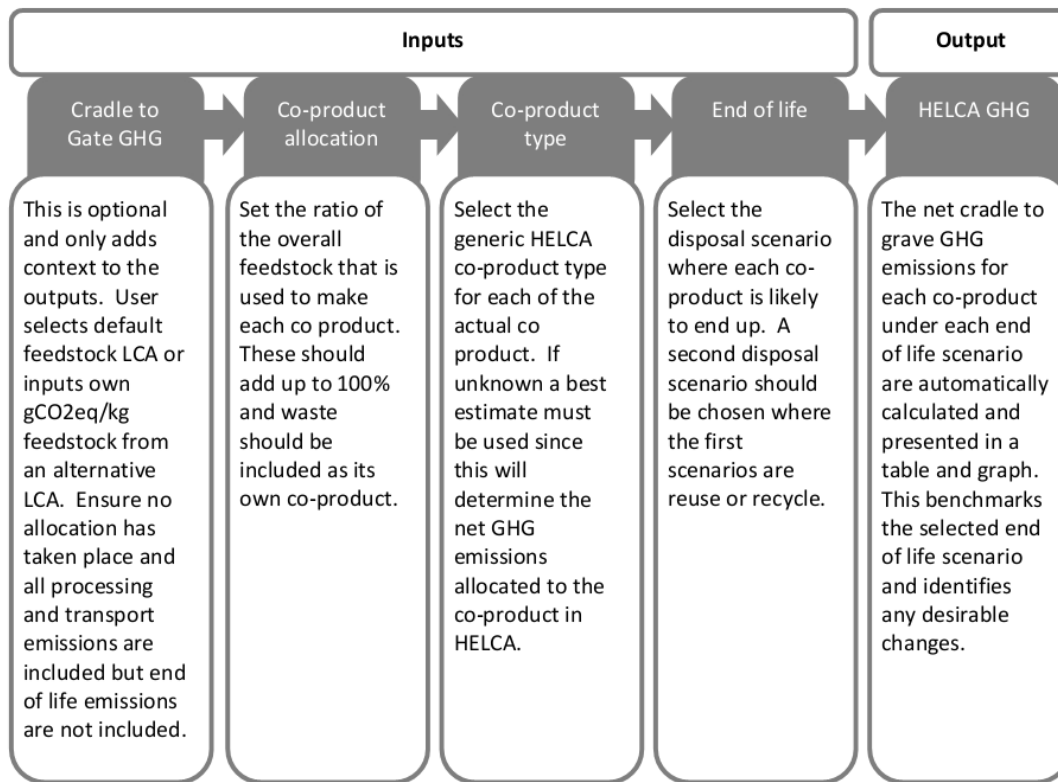 Inputs
Output
Cradle to
Gate GHG
Co-product
allocation
Co-product
type
End of life
HELCA GHG
This is optional
and only adds
context to the
outputs. User
selects default
feedstock LCA or
inputs own
gCO2eq/kg
feedstock from
an alternative
LCA. Ensure no
allocation has
taken place and
all processing
and transport
emissions are
included but end
of life emissions
are not included.
Set the ratio of
the overall
feedstock that is
used to make
each co product.
These should
add up to 100%
and waste
should be
included as its
own co-product.
Select the
generic HELCA
co-product type
for each of the
actual co
product. If
unknown a best
estimate must
be used since
this will
determine the
net GHG
emissions
allocated to the
co-product in
HELCA.
Select the
disposal scenario
where each co-
product is likely
to end up. A
second disposal
scenario should
be chosen where
the first
scenarios are
reuse or recycle.
The net cradle to
grave GHG
emissions for
each co-product
under each end
of life scenario
are automatically
calculated and
presented in a
table and graph.
This benchmarks
the selected end
of life scenario
and identifies
any desirable
changes.